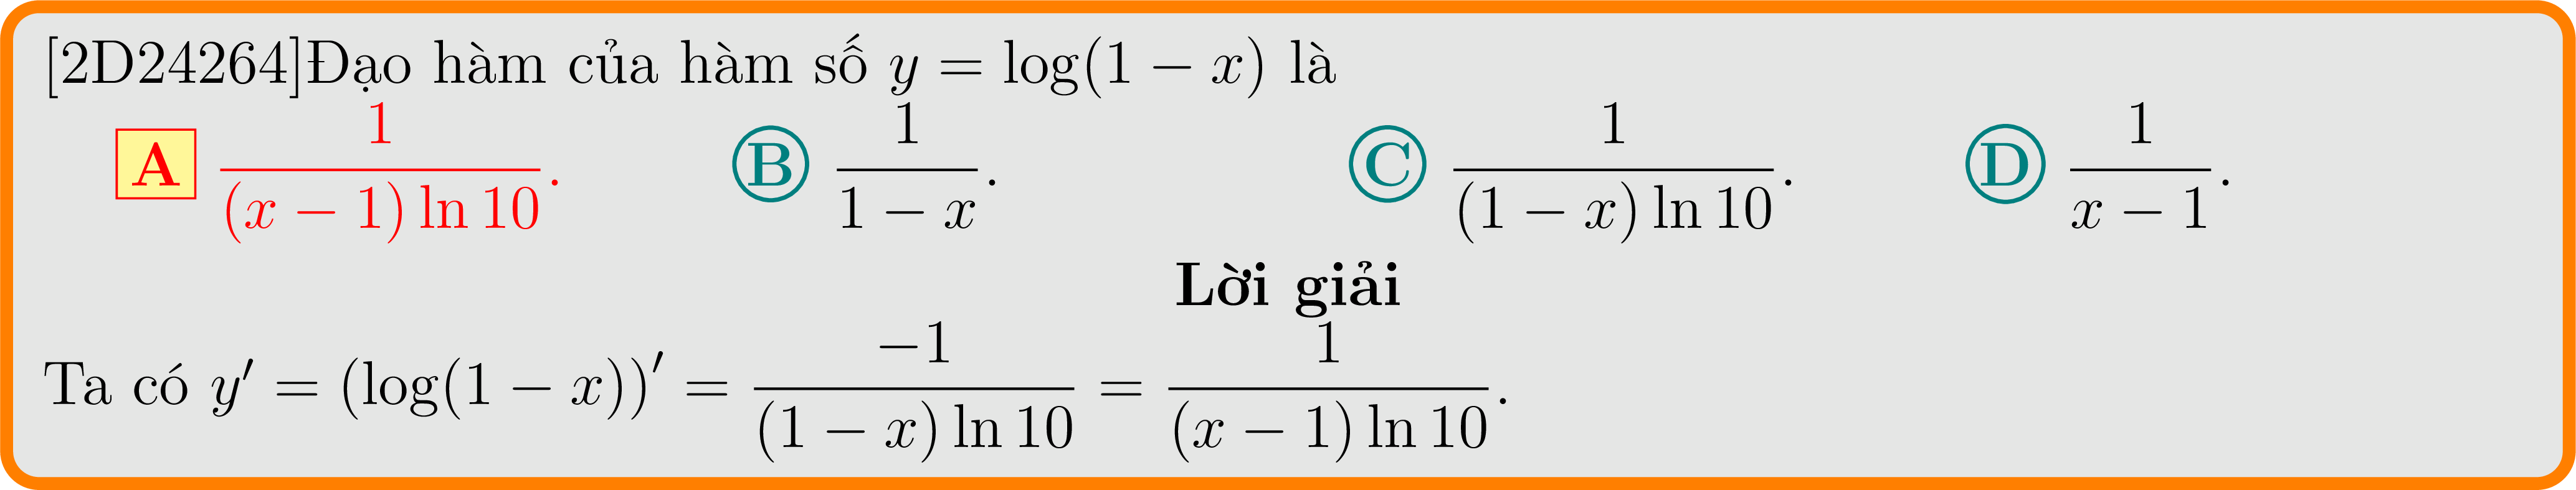 [2D24264]Đạo hàm của hàm số $y = \log(1 - x)$ là
A $\frac{1}{(x - 1)\ln 10}$. B $\frac{1}{1 - x}$. C $\frac{1}{(1 - x)\ln 10}$. D $\frac{1}{x - 1}$.
Lời giải
Ta có $y' = (\log(1 - x))' = \frac{-1}{(1 - x)\ln 10} = \frac{1}{(x - 1)\ln 10}$.